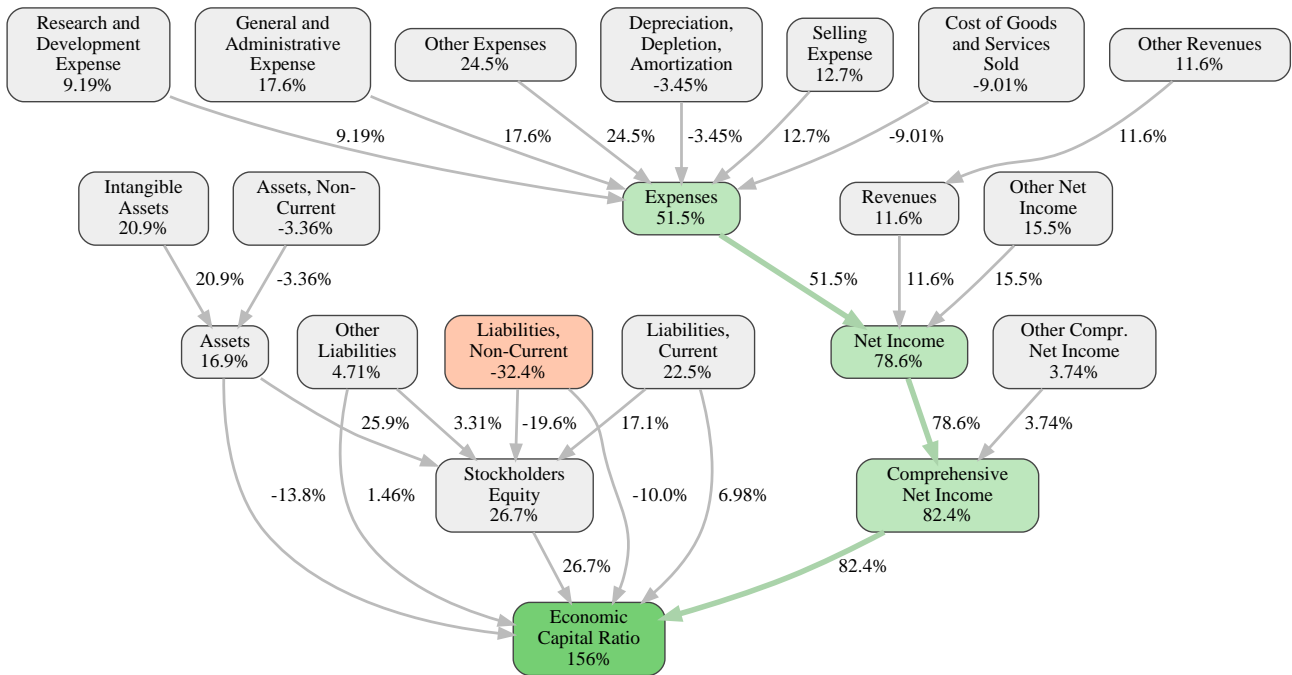 Research and
Development
Expense
9.19%
General and
Administrative
Expense
17.6%
Other Expenses
24.5%
Depreciation,
Depletion,
Amortization
-3.45%
Selling
Expense
12.7%
Cost of Goods
and Services
Sold
-9.01%
Other Revenues
11.6%
9.19%
17.6%
24.5%
-3.45%
12.7%
-9.01%
11.6%
Intangible
Assets
20.9%
Assets, Non-
Current
-3.36%
Expenses
51.5%
Revenues
11.6%
Other Net
Income
15.5%
20.9%
-3.36%
51.5%
11.6%
15.5%
Assets
16.9%
Other
Liabilities
4.71%
Liabilities,
Non-Current
-32.4%
Liabilities,
Current
22.5%
Net Income
78.6%
Other Compr.
Net Income
3.74%
25.9%
3.31%
-19.6%
17.1%
78.6%
3.74%
-13.8%
1.46%
Stockholders
Equity
26.7%
-10.0%
6.98%
Comprehensive
Net Income
82.4%
26.7%
82.4%
Economic
Capital Ratio
156%